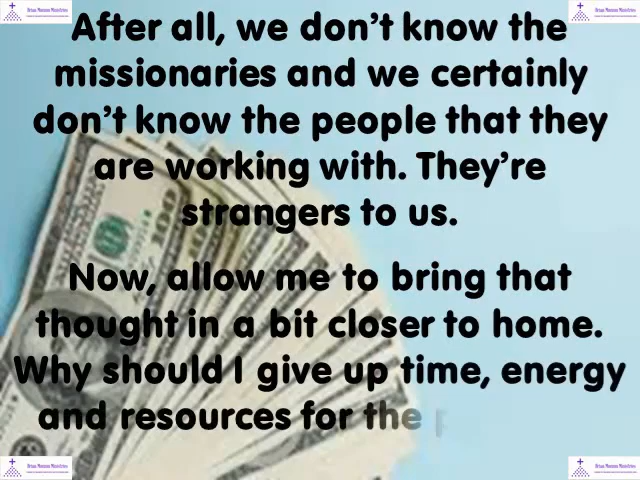 After all, we don't know the
missionaries and we certainly
don't know the people that they
are working with. They're
strangers to us.
Now, allow me to bring that
thought in a bit closer to home.
Why should I give up time, energy
and resources for the